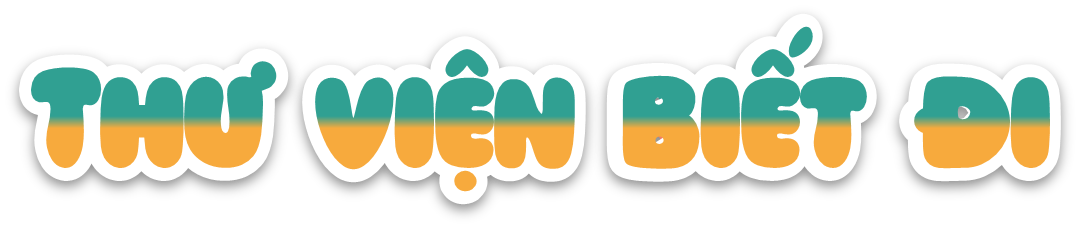 THƯ VIỆN BIẾT ĐI